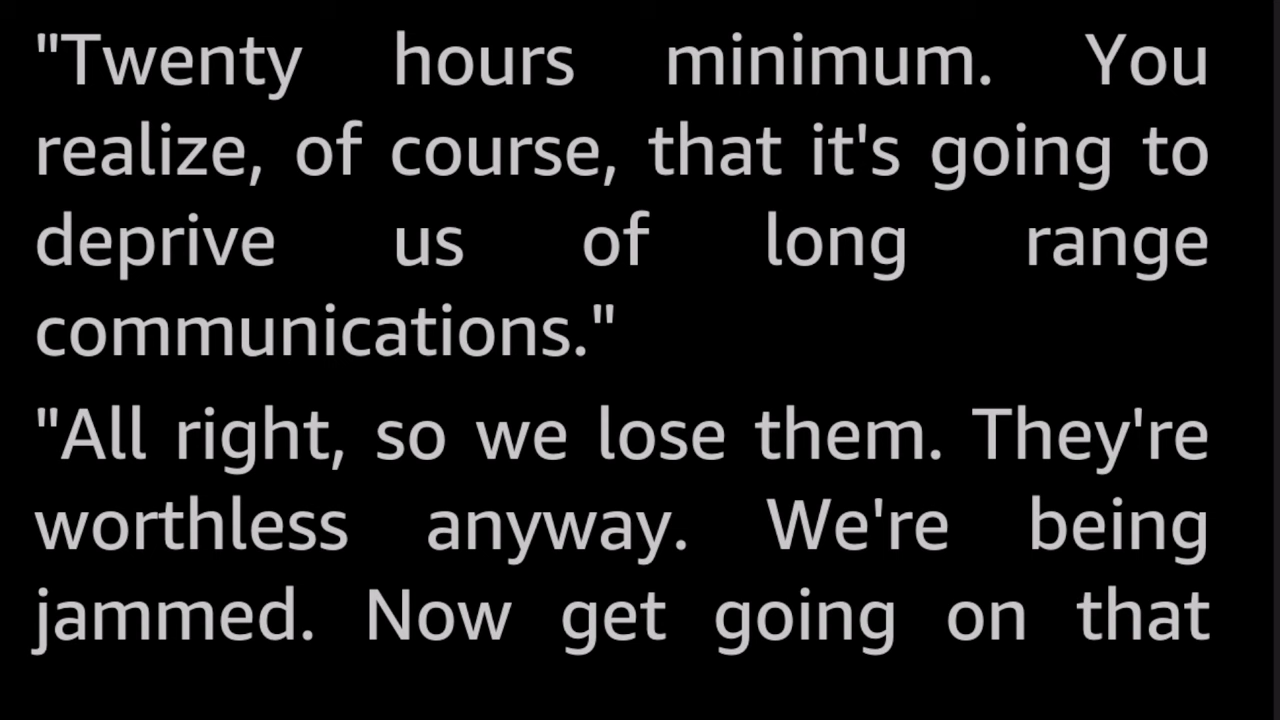 "Twenty hours minimum. You
realize, of course, that it's going to
deprive us of long range
communications."
"All right, so we lose them. They're
worthless anyway. We're being
jammed. Now get going on that